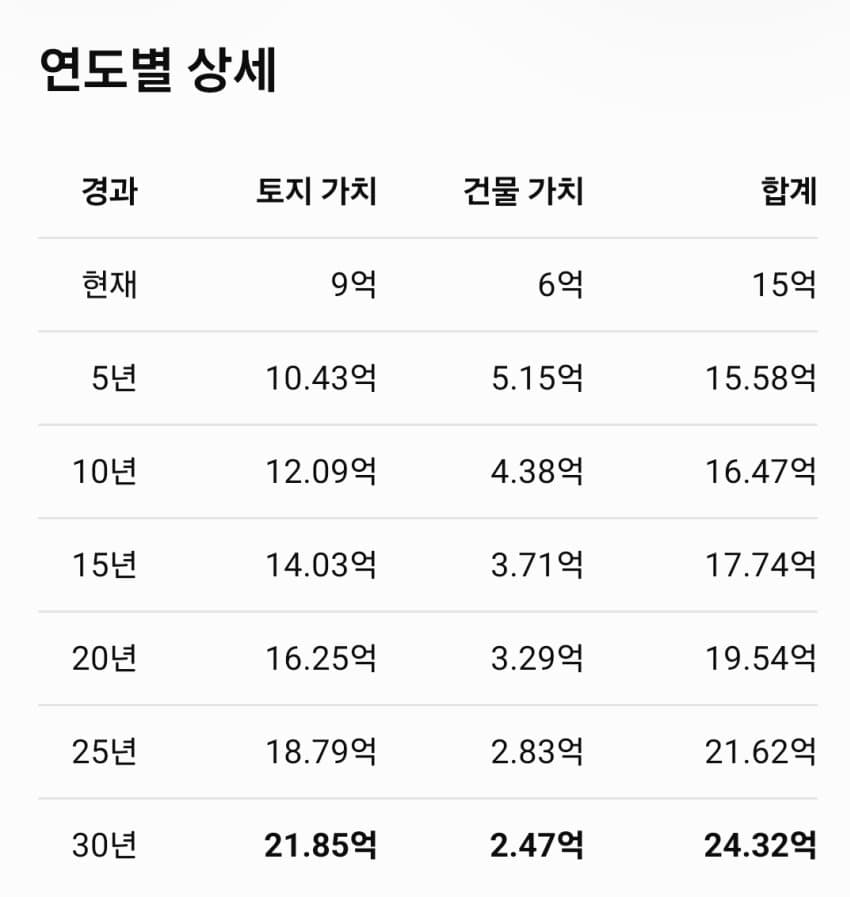 연도별 상세
경과 토지 가치 건물 가치 합계
현재 9억 6억 15억
5년 10.43억 5.15억 15.58억
10년 12.09억 4.38억 16.47억
15년 14.03억 3.71억 17.74억
20년 16.25억 3.29억 19.54억
25년 18.79억 2.83억 21.62억
30년 21.85억 2.47억 24.32억